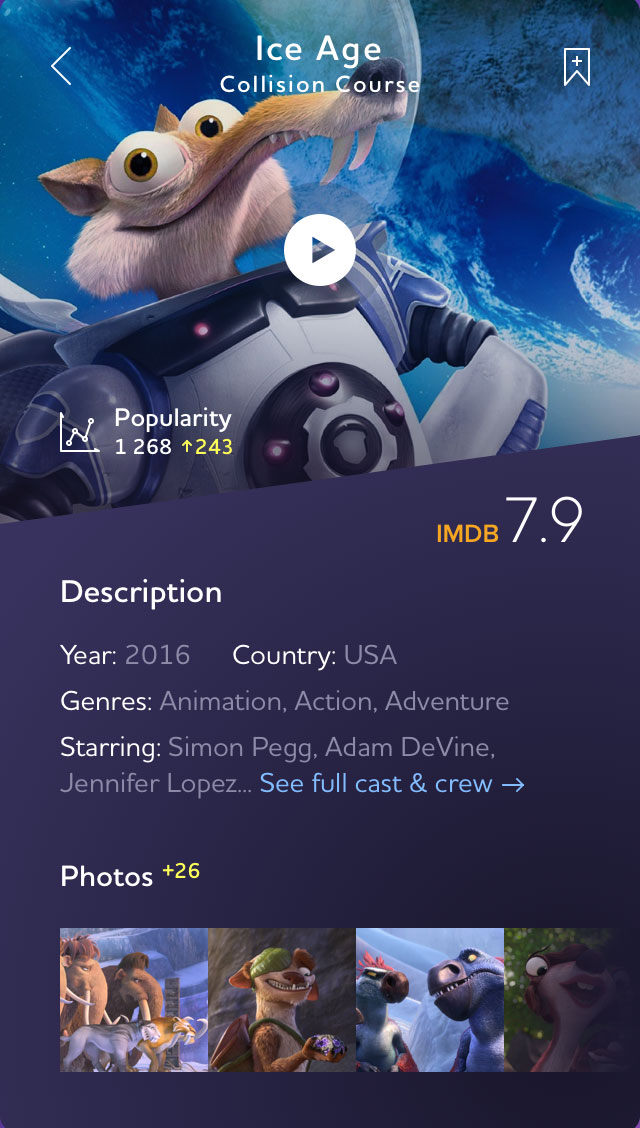 Ice Age
Collision Course
Popularity
1 268 ↑243
IMDB 7.9
Description
Year: 2016 Country: USA
Genres: Animation, Action, Adventure
Starring: Simon Pegg, Adam DeVine,
Jennifer Lopez... See full cast & crew →
Photos +26